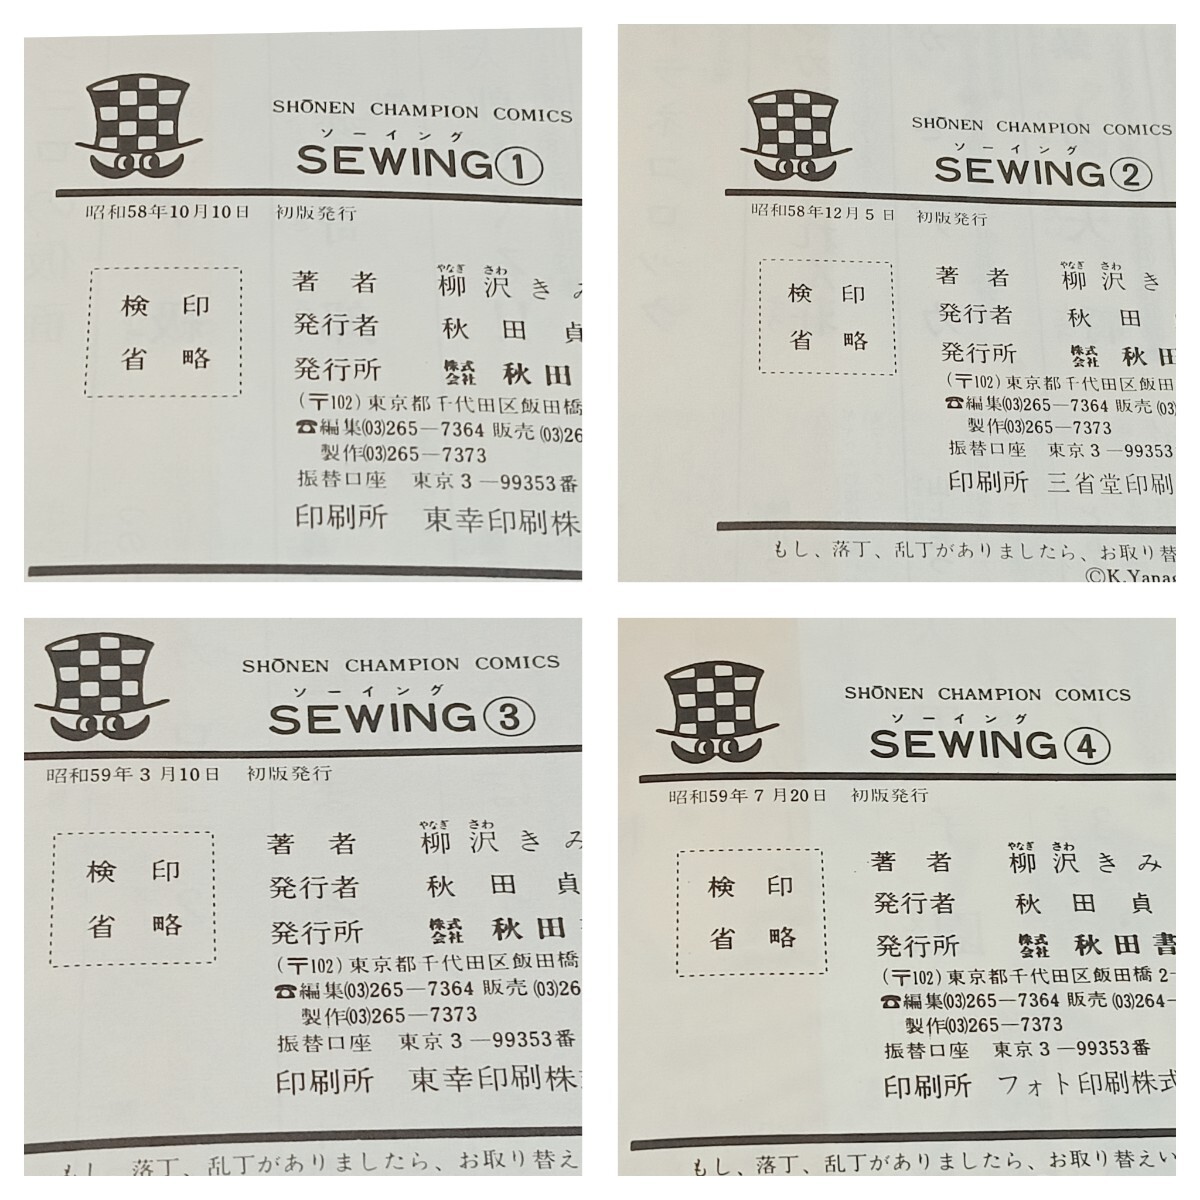 SHŌNEN CHAMPION COMICS
ソーイング
SEWING①
昭和58年10月10日 初版発行
検印
省略
やなぎ さわ
著者 柳沢き
発行者 秋田貞
発行所 株式会社 秋田
(〒102)東京都千代田区飯田橋
☎編集(03)265—7364 販売(03)26
製作(03)265—7373
振替口座 東京3—99353番
印刷所 東幸印刷株
SHŌNEN CHAMPION COMICS
ソーイング
SEWING②
昭和58年12月5日 初版発行
検印
省略
やなぎ さわ
著者 柳沢き
発行者 秋田
発行所 株式会社 秋田
(〒102)東京都千代田区飯田
☎編集(03)265—7364 販売(03)
製作(03)265—7373
振替口座 東京3—99353
印刷所 三省堂印刷
もし、落丁、乱丁がありましたら、お取り替
©K.Yanag
SHŌNEN CHAMPION COMICS
ソーイング
SEWING③
昭和59年3月10日 初版発行
検印
省略
やなぎ さわ
著者 柳沢きみ
発行者 秋田貞
発行所 株式会社 秋田
(〒102)東京都千代田区飯田橋
☎編集(03)265—7364 販売(03)26
製作(03)265—7373
振替口座 東京3—99353番
印刷所 東幸印刷株
もし、落丁、乱丁がありましたら、お取り替え
SHŌNEN CHAMPION COMICS
ソーイング
SEWING④
昭和59年7月20日 初版発行
検印
省略
やなぎ さわ
著者 柳沢きみ
発行者 秋田貞
発行所 株式会社 秋田書
(〒102)東京都千代田区飯田橋2-
☎編集(03)265—7364 販売(03)264—
製作(03)265—7373
振替口座 東京3—99353番
印刷所 フォト印刷株式
もし、落丁、乱丁がありましたら、お取り替えい